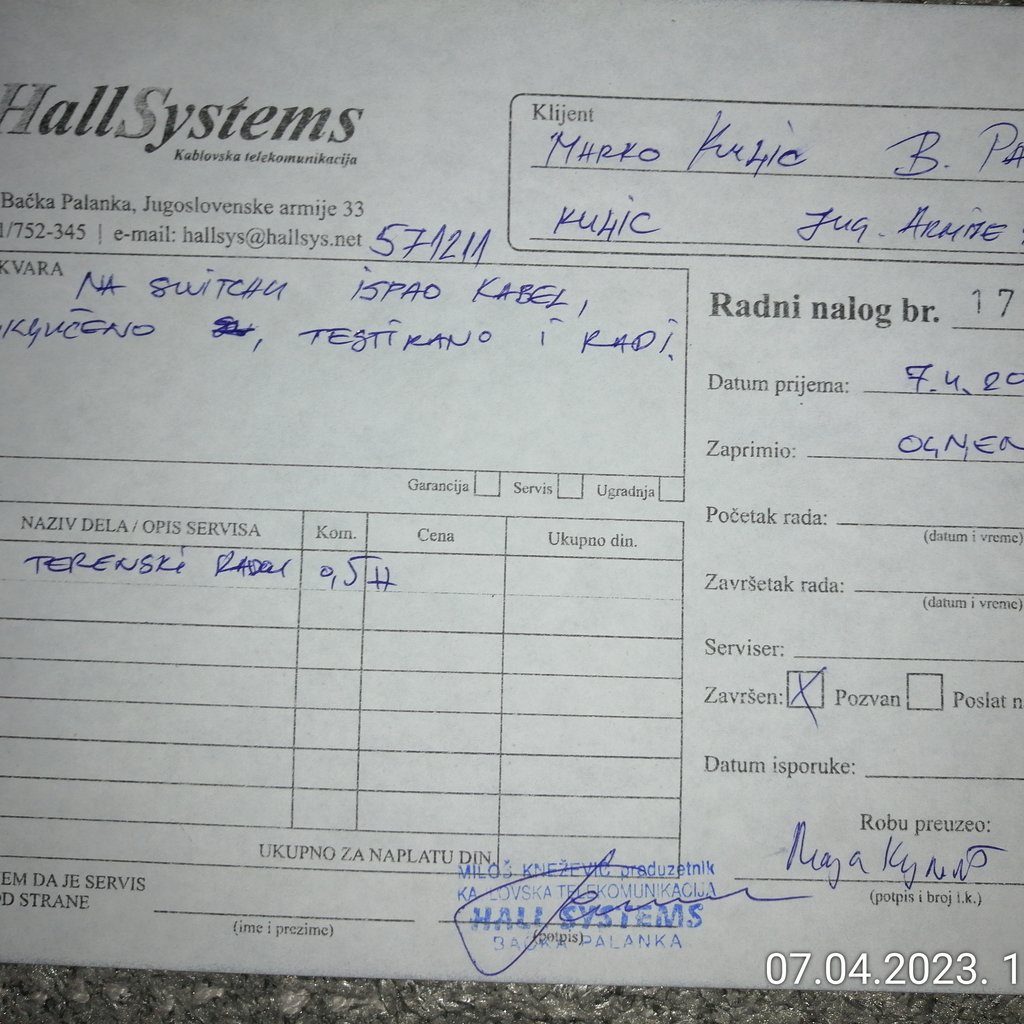 HallSystems
Kablovska telekomunikacija
Bačka Palanka, Jugoslovenske armije 33
1/752-345 | e-mail: hallsys@hallsys.net 571211
Klijent
MARKO B. PA
JUG. ARMIJE
KVARA
NA SWITCHU ISPAO KABEL,
KLJUČENO , TESTIRANO I RADI.
Garancija Servis Ugradnja
Radni nalog br. 17
Datum prijema: 7.4.20
Zaprimio: OGNJEN
Početak rada:
(datum i vreme)
Završetak rada:
(datum i vreme)
Serviser:
Završen: X Pozvan Poslat n
Datum isporuke:
Robu preuzeo:
(potpis i broj i.k.)
NAZIV DELA / OPIS SERVISA Kom. Cena Ukupno din.
TERENSKI RADOVI 0,5 H
UKUPNO ZA NAPLATU DIN.
EM DA JE SERVIS
D STRANE
(ime i prezime)
(potpis)
MILOŠ KNEŽEVIĆ preduzetnik
KABLOVSKA TELEKOMUNIKACIJA
HALL SYSTEMS
BAČKA PALANKA
07.04.2023. 1